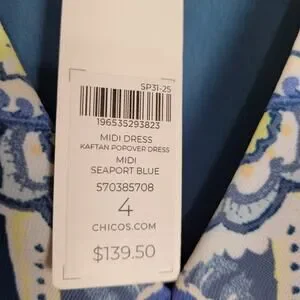 SP31-25
196535293823
MIDI DRESS
KAFTAN POPOVER DRESS
MIDI
SEAPORT BLUE
570385708
4
CHICOS.COM
$139.50